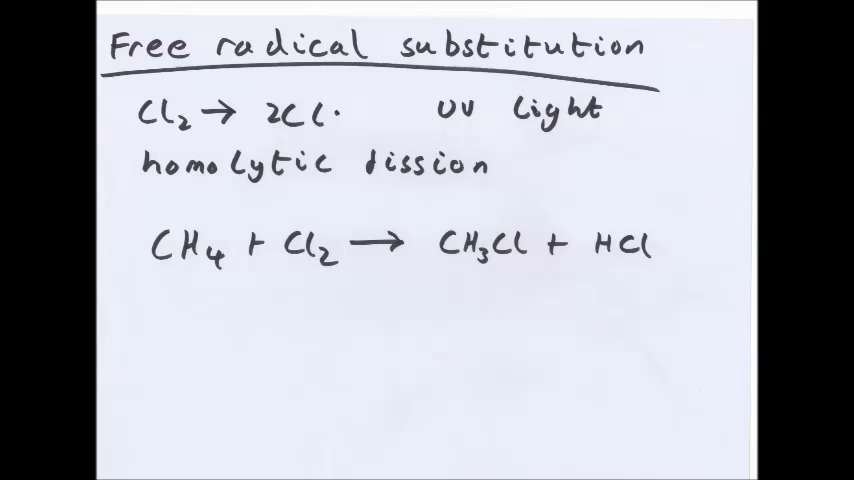 Free radical substitution
Cl₂ → 2Cl· UV light
homolytic fission
CH₄ + Cl₂ → CH₃Cl + HCl